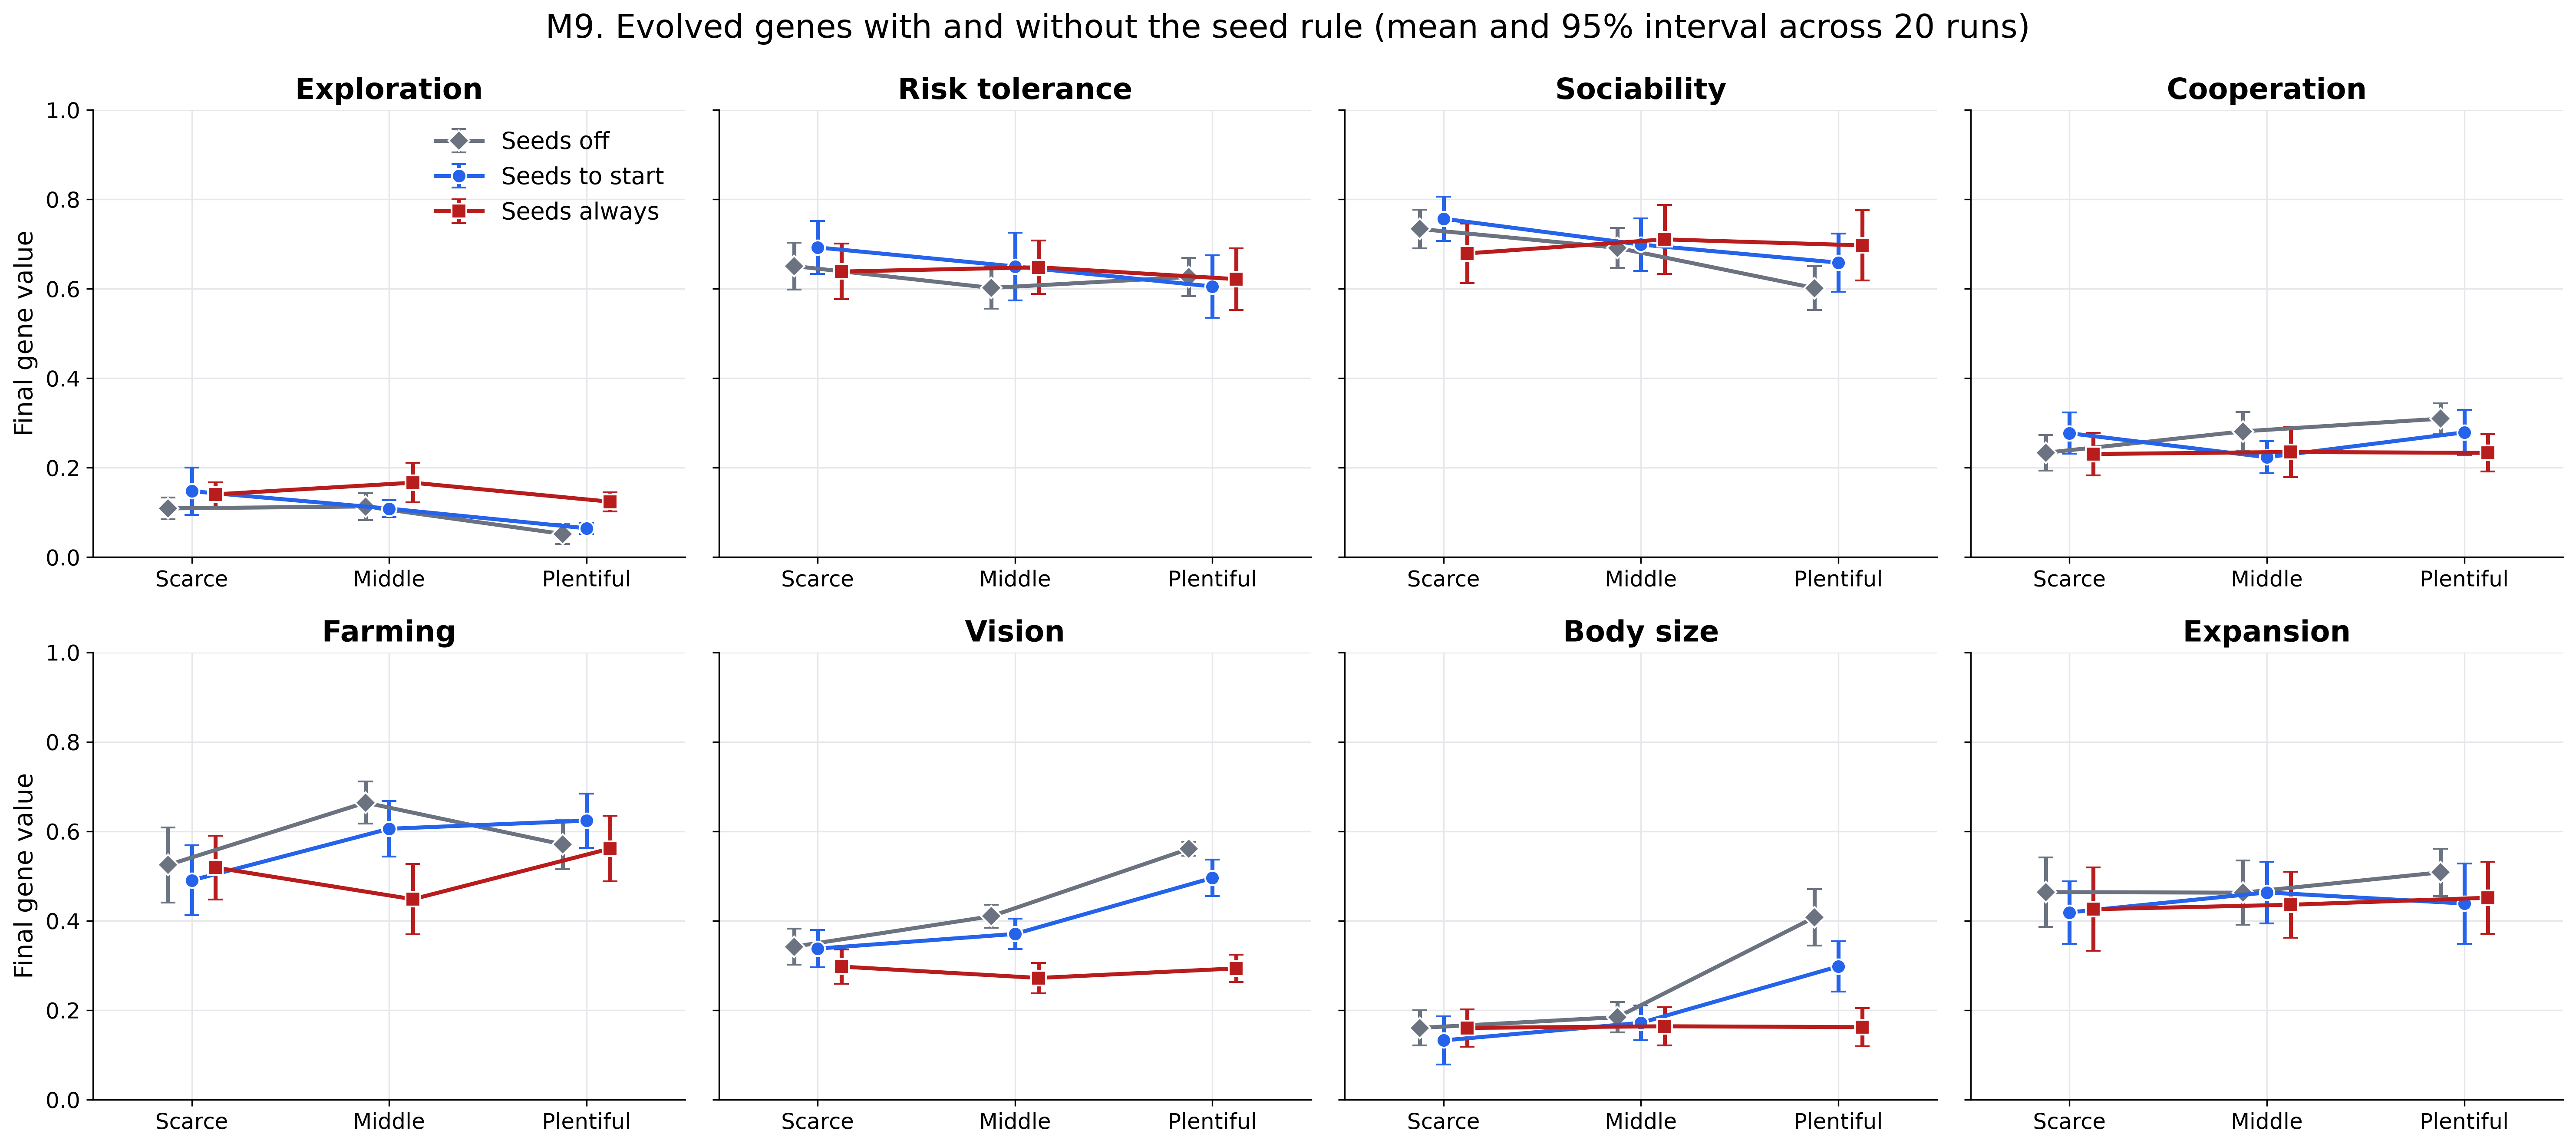 M9. Evolved genes with and without the seed rule (mean and 95% interval across 20 runs)
Exploration
Risk tolerance
Sociability
Cooperation
Final gene value
1.0
0.8
0.6
0.4
0.2
0.0
Seeds off
Seeds to start
Seeds always
Scarce Middle Plentiful
Scarce Middle Plentiful
Scarce Middle Plentiful
Scarce Middle Plentiful
Farming
Vision
Body size
Expansion
Final gene value
1.0
0.8
0.6
0.4
0.2
0.0
Scarce Middle Plentiful
Scarce Middle Plentiful
Scarce Middle Plentiful
Scarce Middle Plentiful